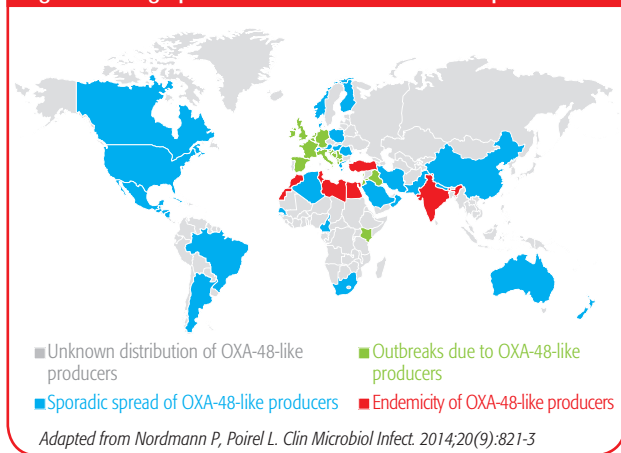 Unknown distribution of OXA-48-like
producers
Outbreaks due to OXA-48-like
producers
Sporadic spread of OXA-48-like producers
Endemicity of OXA-48-like producers
Adapted from Nordmann P, Poirel L. Clin Microbiol Infect. 2014;20(9):821-3